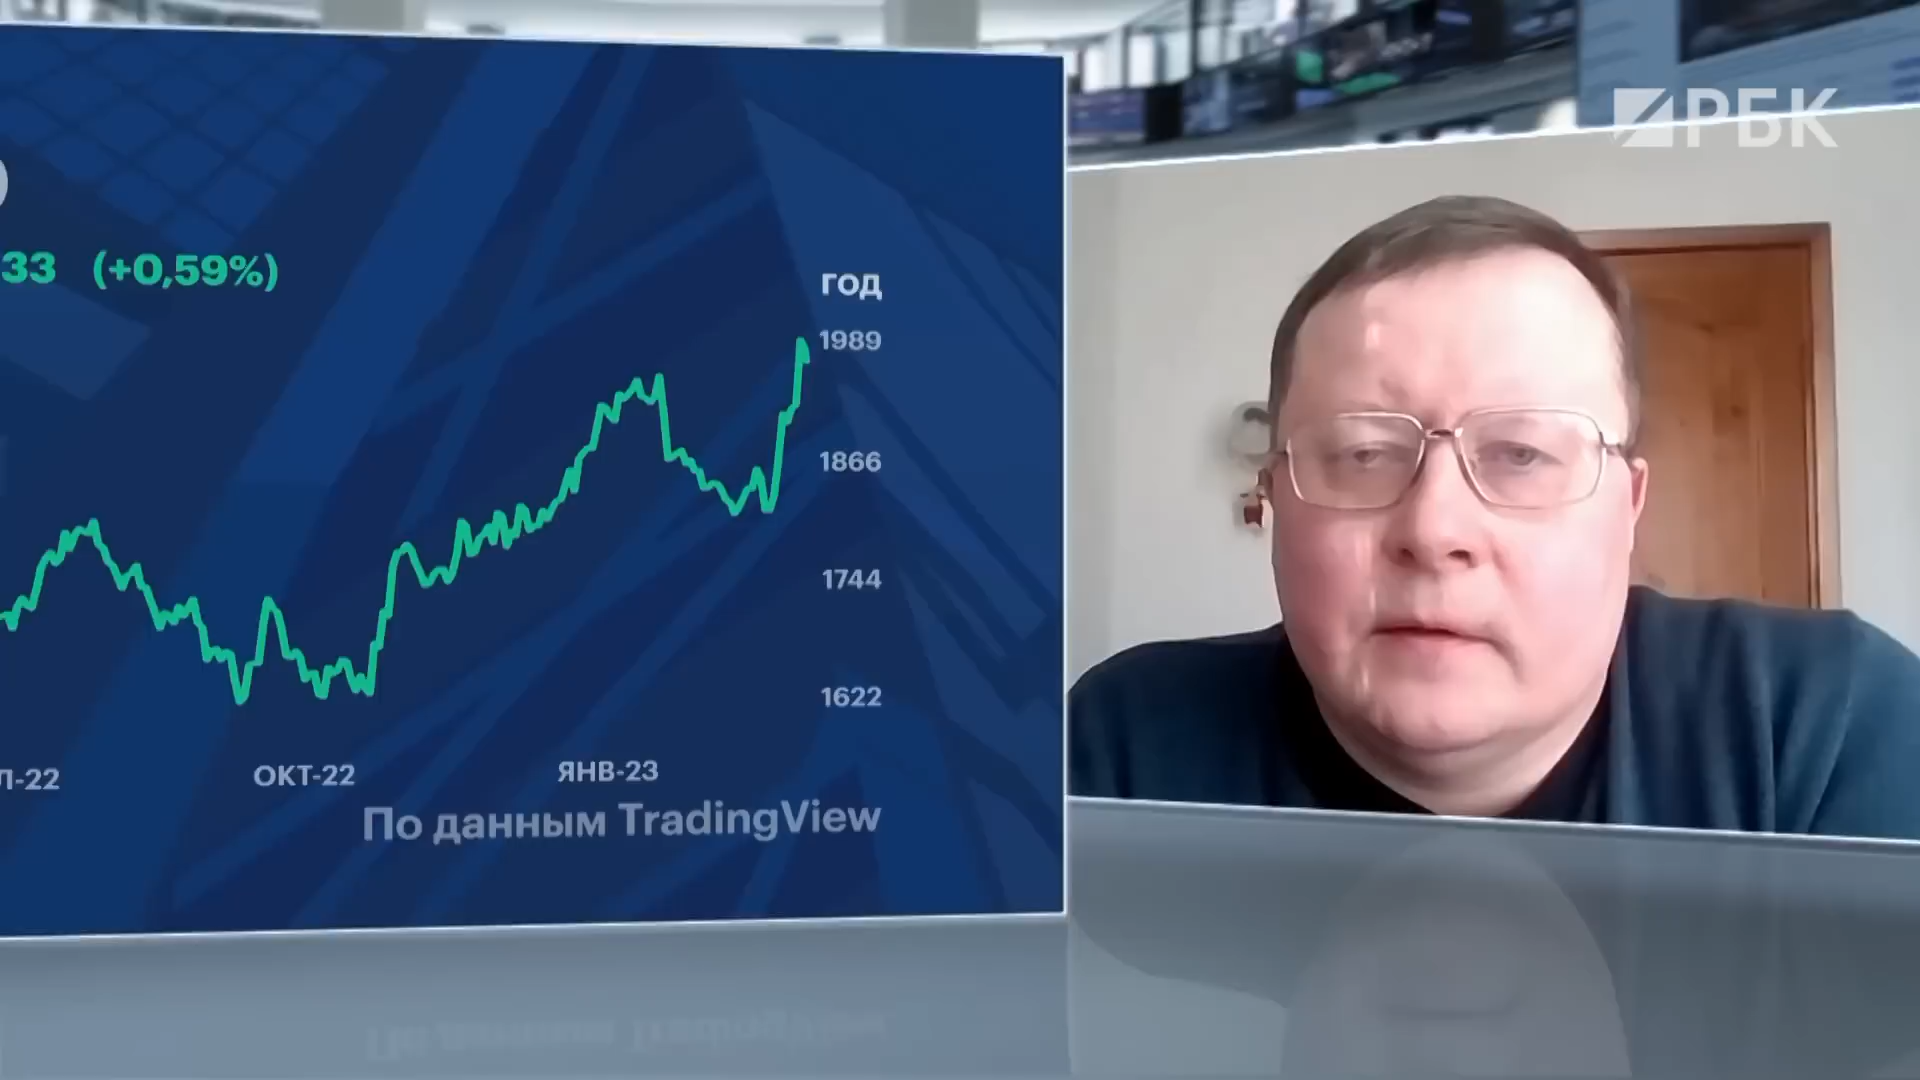 РБК
33 (+0,59%)
ГОД
1989
1866
1744
1622
Л-22 ОКТ-22 ЯНВ-23
По данным TradingView